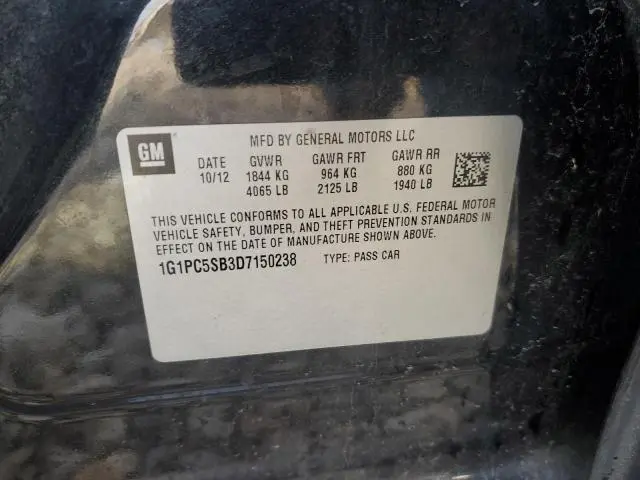 GM
MFD BY GENERAL MOTORS LLC
DATE GVWR GAWR FRT GAWR RR
10/12 1844 KG 964 KG 880 KG
4065 LB 2125 LB 1940 LB
THIS VEHICLE CONFORMS TO ALL APPLICABLE U.S. FEDERAL MOTOR
VEHICLE SAFETY, BUMPER, AND THEFT PREVENTION STANDARDS IN
EFFECT ON THE DATE OF MANUFACTURE SHOWN ABOVE.
1G1PC5SB3D7150238 TYPE: PASS CAR